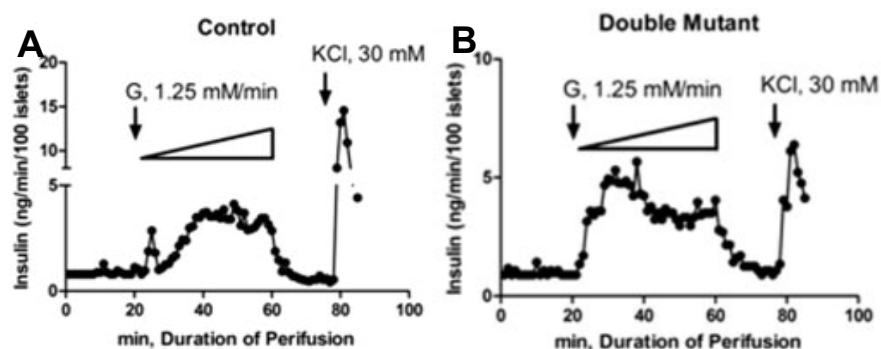 A
Control
KCl, 30 mM
G, 1.25 mM/min
Insulin (ng/min/100 islets)
20
15
10
5
0
0
20
40
60
80
100
min, Duration of Perifusion
B
Double Mutant
KCl, 30 mM
G, 1.25 mM/min
Insulin (ng/min/100 islets)
10
5
0
0
20
40
60
80
100
min, Duration of Perifusion